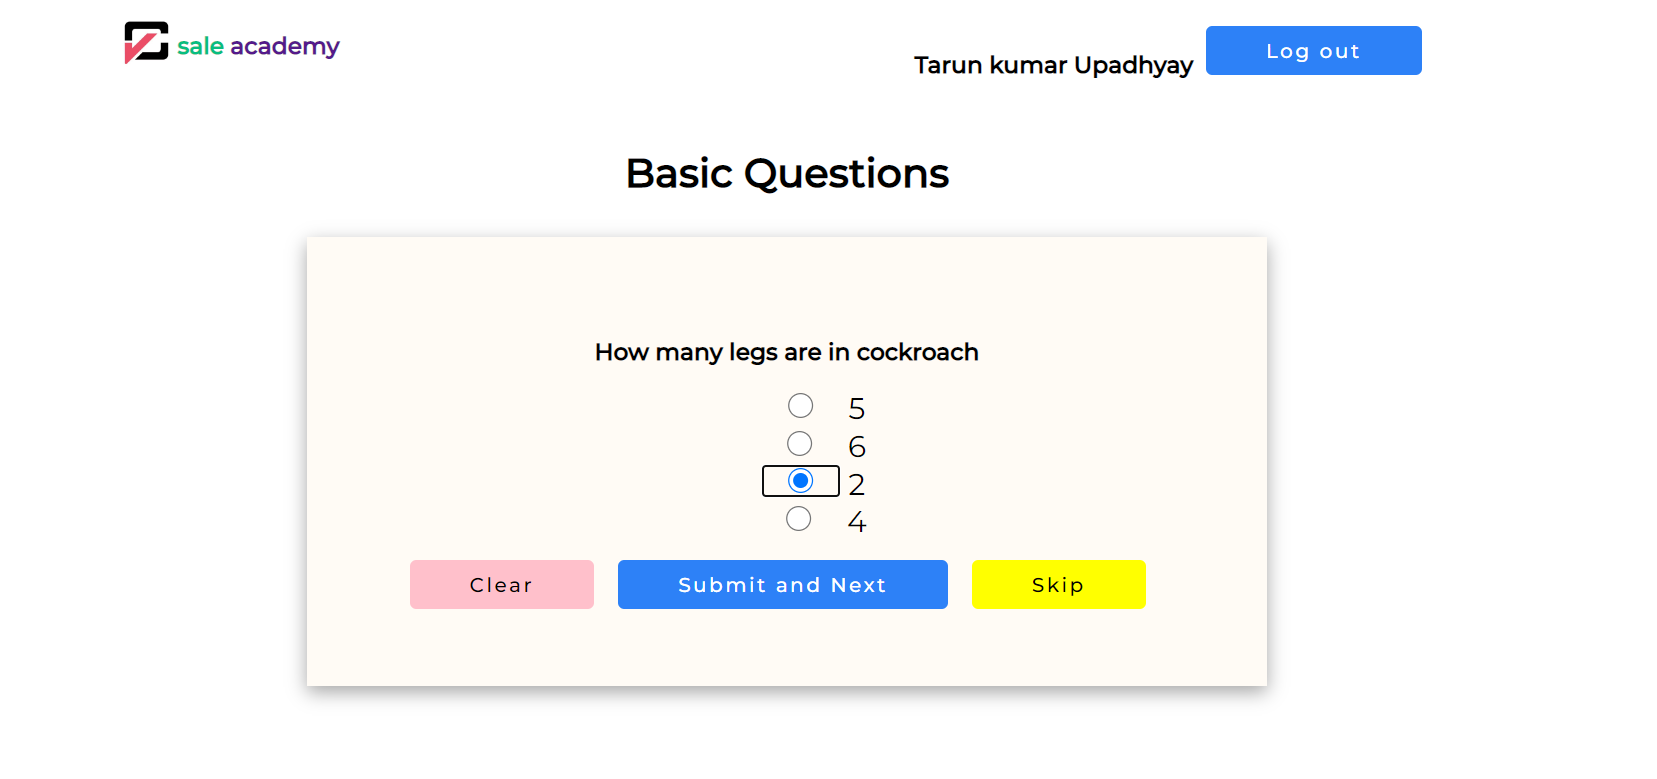 sale academy
Tarun kumar Upadhyay
Log out
Basic Questions
How many legs are in cockroach
5
6
2
4
Clear
Submit and Next
Skip